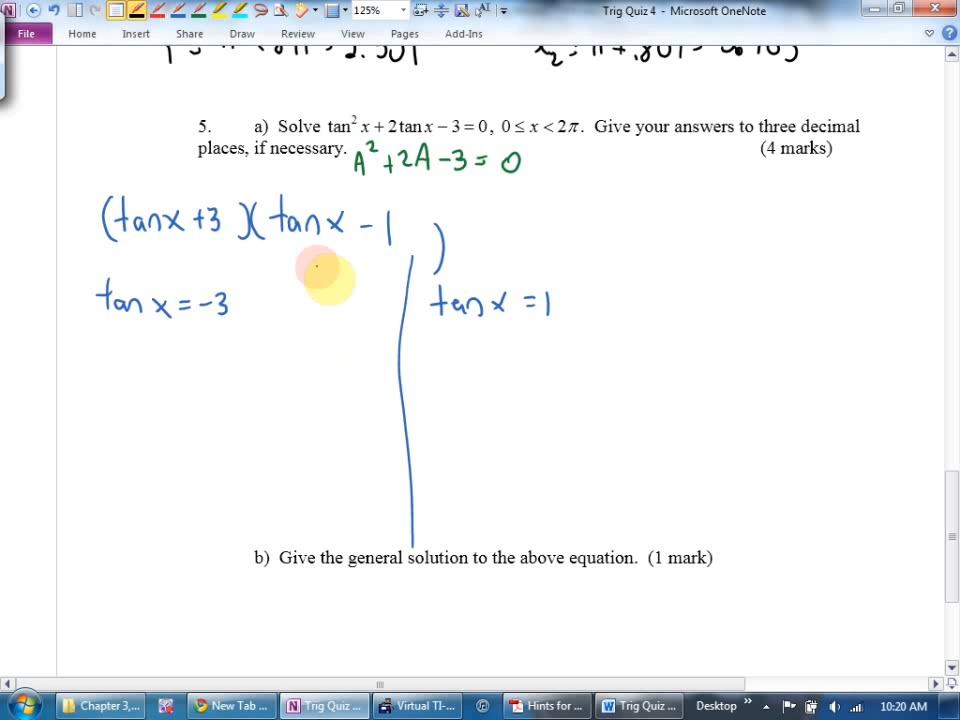 125%
Trig Quiz 4 - Microsoft OneNote
File Home Insert Share Draw Review View Pages Add-Ins
5. a) Solve tan² x + 2 tan x − 3 = 0, 0 ≤ x < 2π. Give your answers to three decimal
places, if necessary. (4 marks)
A² + 2A − 3 = 0
(tanx + 3)(tanx − 1)
tan x = −3
tan x = 1
b) Give the general solution to the above equation. (1 mark)
Chapter 3,... New Tab ... Trig Quiz ... Virtual TI-... Hints for ... Trig Quiz ... Desktop » 10:20 AM